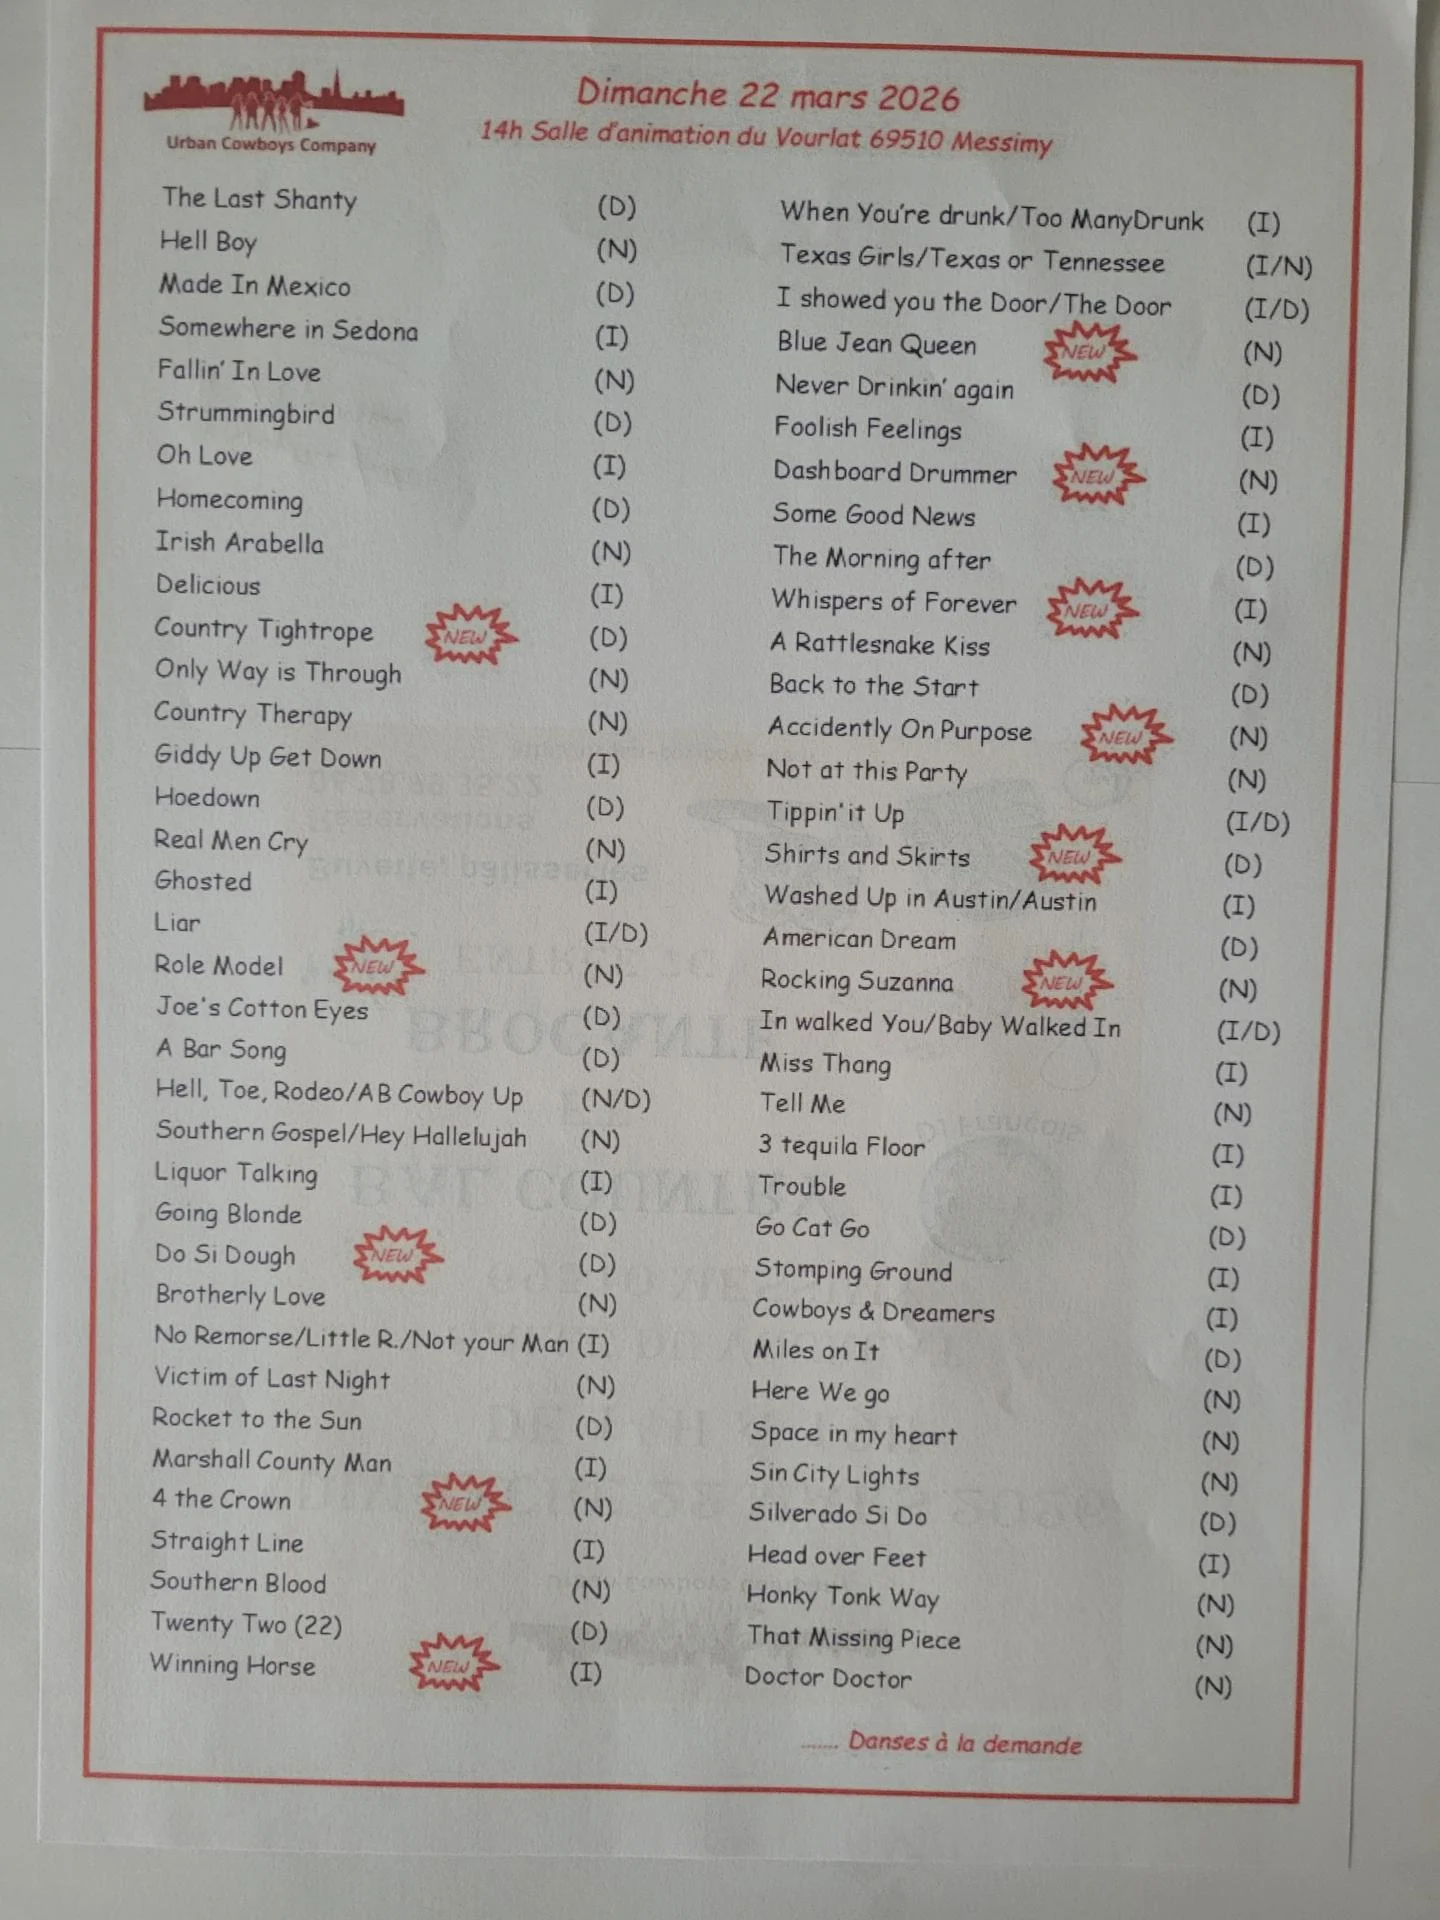 Urban Cowboys Company
Dimanche 22 mars 2026
14h Salle d'animation du Vourlat 69510 Messimy
The Last Shanty (D)
Hell Boy (N)
Made In Mexico (D)
Somewhere in Sedona (I)
Fallin' In Love (N)
Strummingbird (D)
Oh Love (I)
Homecoming (D)
Irish Arabella (N)
Delicious (I)
Country Tightrope NEW (D)
Only Way is Through (N)
Country Therapy (N)
Giddy Up Get Down (I)
Hoedown (D)
Real Men Cry (N)
Ghosted (I)
Liar (I/D)
Role Model NEW (N)
Joe's Cotton Eyes (D)
A Bar Song (D)
Hell, Toe, Rodeo/AB Cowboy Up (N/D)
Southern Gospel/Hey Hallelujah (N)
Liquor Talking (I)
Going Blonde (D)
Do Si Dough NEW (D)
Brotherly Love (N)
No Remorse/Little R./Not your Man (I)
Victim of Last Night (N)
Rocket to the Sun (D)
Marshall County Man (I)
4 the Crown NEW (N)
Straight Line (I)
Southern Blood (N)
Twenty Two (22) (D)
Winning Horse NEW (I)
When You're drunk/Too ManyDrunk (I)
Texas Girls/Texas or Tennessee (I/N)
I showed you the Door/The Door (I/D)
Blue Jean Queen NEW (N)
Never Drinkin' again (D)
Foolish Feelings (I)
Dashboard Drummer NEW (N)
Some Good News (I)
The Morning after (D)
Whispers of Forever NEW (I)
A Rattlesnake Kiss (N)
Back to the Start (D)
Accidently On Purpose NEW (N)
Not at this Party (N)
Tippin' it Up (I/D)
Shirts and Skirts NEW (D)
Washed Up in Austin/Austin (I)
American Dream (D)
Rocking Suzanna NEW (N)
In walked You/Baby Walked In (I/D)
Miss Thang (I)
Tell Me (N)
3 tequila Floor (I)
Trouble (I)
Go Cat Go (D)
Stomping Ground (I)
Cowboys & Dreamers (I)
Miles on It (D)
Here We go (N)
Space in my heart (N)
Sin City Lights (N)
Silverado Si Do (D)
Head over Feet (I)
Honky Tonk Way (N)
That Missing Piece (N)
Doctor Doctor (N)
....... Danses à la demande